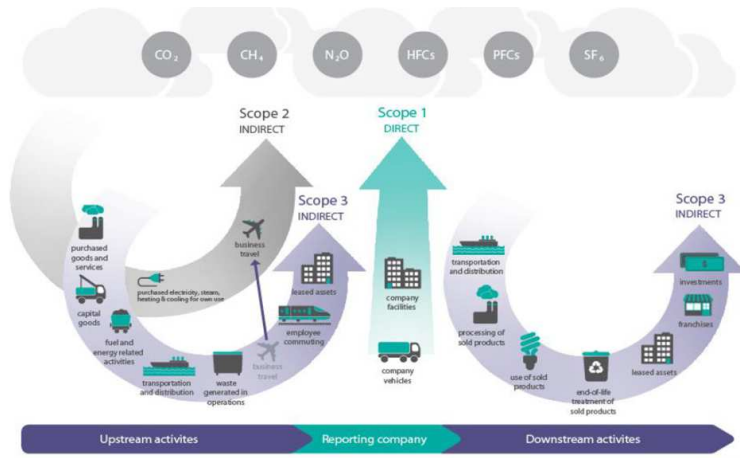 CO₂
CH₄
N₂O
HFCs
PFCs
SF₆
Scope 2
INDIRECT
Scope 1
DIRECT
Scope 3
INDIRECT
Scope 3
INDIRECT
purchased
goods and
services
capital
goods
fuel and
energy related
activities
purchased electricity, steam,
heating & cooling for own use
transportation
and distribution
waste
generated in
operations
business
travel
business
travel
employee
commuting
leased assets
company
facilities
company
vehicles
transportation
and distribution
processing of
sold products
use of sold
products
end-of-life
treatment of
sold products
leased assets
franchises
investments
$
Upstream activites
Reporting company
Downstream activites